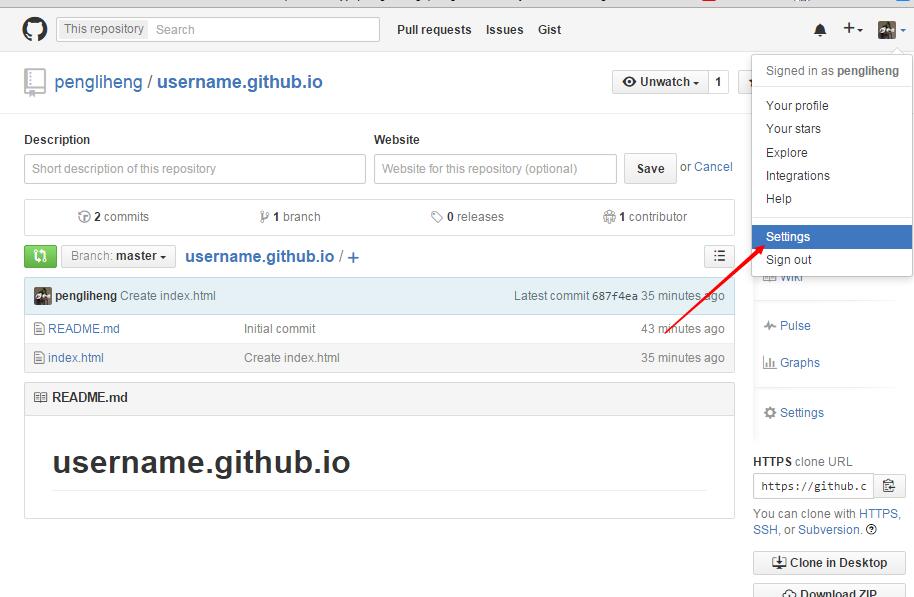 This repository Search Pull requests Issues Gist
Signed in as pengliheng
pengliheng / username.github.io Unwatch 1
Your profile
Your stars
Explore
Integrations
Help
Settings
Sign out
Description Website
Short description of this repository Website for this repository (optional) Save or Cancel
2 commits 1 branch 0 releases 1 contributor
Branch: master username.github.io / +
Wiki
pengliheng Create index.html Latest commit 687f4ea 35 minutes ago
README.md Initial commit 43 minutes ago
index.html Create index.html 35 minutes ago
Pulse
Graphs
Settings
README.md
username.github.io
HTTPS clone URL
https://github.c
You can clone with HTTPS,
SSH, or Subversion.
Clone in Desktop
Download ZIP